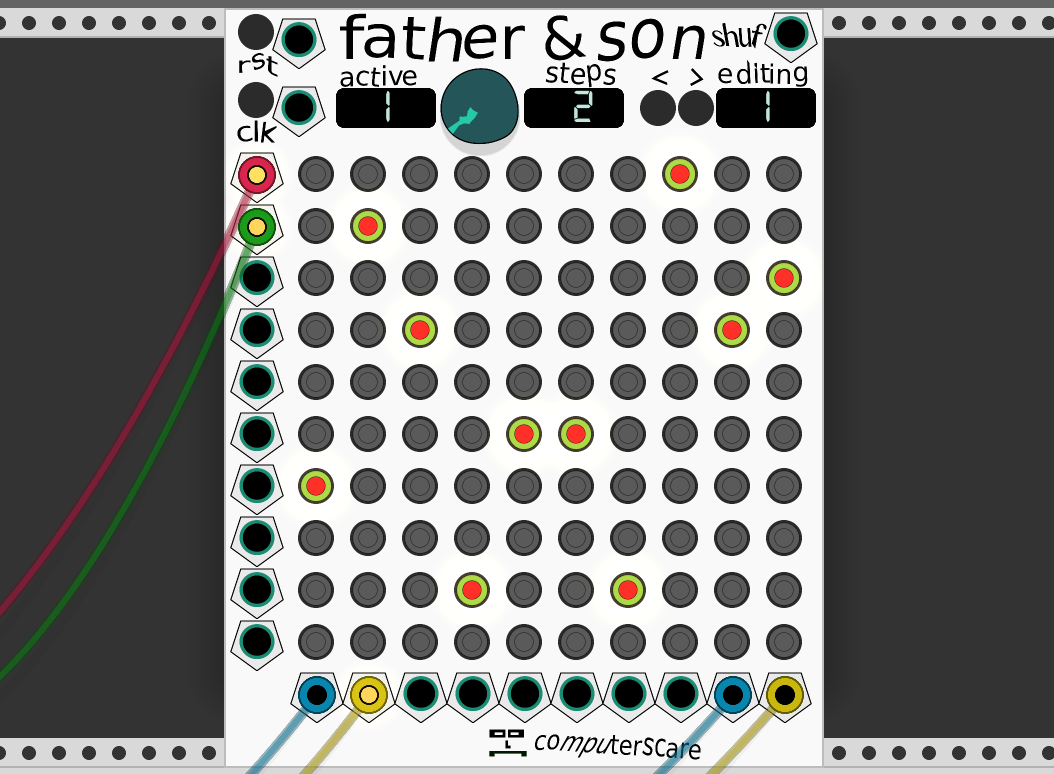 father & son
shuf
rst
active
steps
< >
editing
1
2
1
clk
computerscare